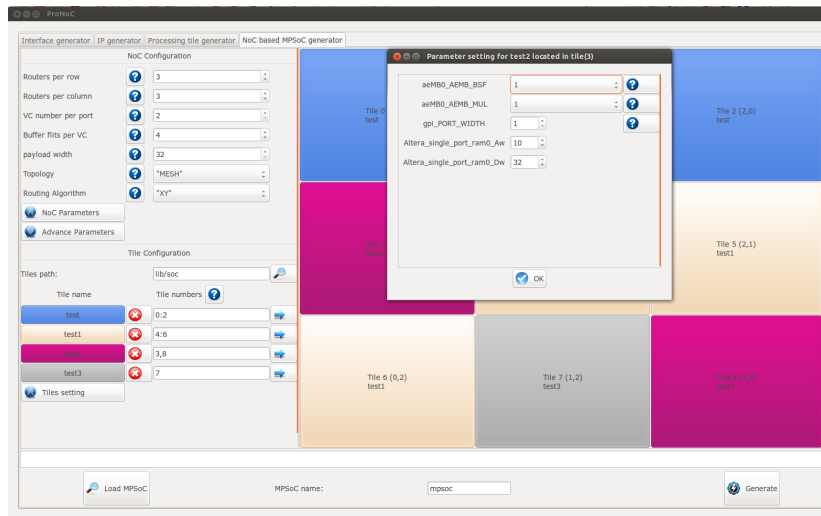 ProNoC
Interface generator
IP generator
Processing tile generator
NoC based MPSoC generator
NoC Configuration
Routers per row
3
Routers per column
3
VC number per port
2
Buffer flits per VC
4
payload width
32
Topology
"MESH"
Routing Algorithm
"XY"
NoC Parameters
Advance Parameters
Tile Configuration
Tiles path:
lib/soc
Tile name
Tile numbers
test
0:2
test1
4:6
3,8
test3
7
Tiles setting
Tile 0
test
Parameter setting for test2 located in tile(3)
aeMB0_AEMB_BSF
1
aeMB0_AEMB_MUL
1
gpi_PORT_WIDTH
1
Altera_single_port_ram0_Aw
10
Altera_single_port_ram0_Dw
32
OK
Tile 2 (2,0)
test
Tile 5 (2,1)
test1
Tile 6 (0,2)
test1
Tile 7 (1,2)
test3
Load MPSoC
MPSoC name:
mpsoc
Generate